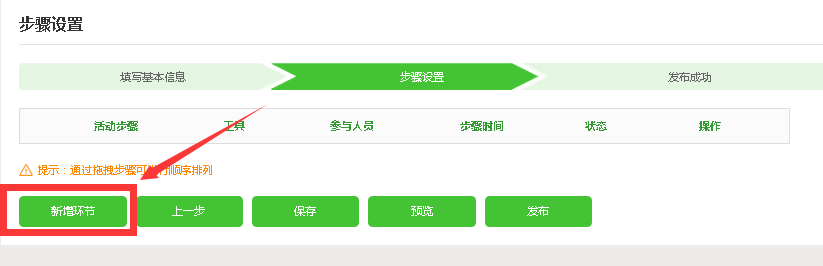 步骤设置
填写基本信息 步骤设置 发布成功
活动步骤 工具 参与人员 步骤时间 状态 操作
提示：通过拖拽步骤可进行顺序排列
新增环节 上一步 保存 预览 发布